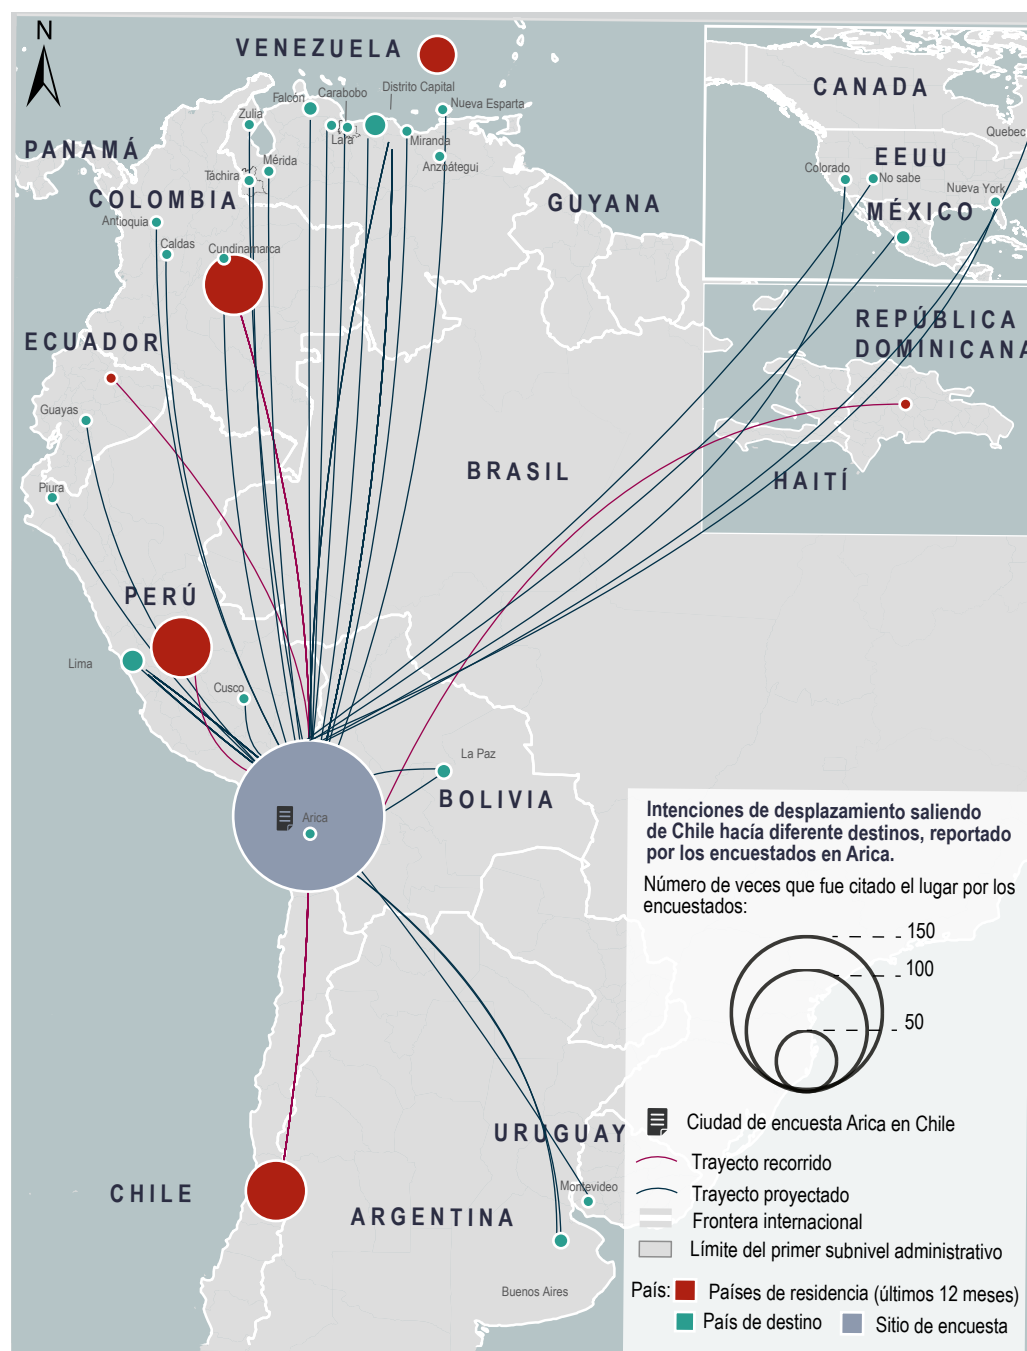 N
VENEZUELA
Distrito Capital
Carabobo
Falcón
Nueva Esparta
Zulia
Lara
Miranda
PANAMÁ
Mérida
Anzoátegui
Táchira
COLOMBIA
GUYANA
Antioquia
Caldas
Cundinamarca
ECUADOR
Guayas
BRASIL
Piura
PERÚ
Lima
Cusco
La Paz
BOLIVIA
Arica
CHILE
ARGENTINA
URUGUAY
Montevideo
Buenos Aires
CANADA
Quebec
EEUU
Colorado
No sabe
Nueva York
MÉXICO
REPÚBLICA
DOMINICANA
HAITÍ
Intenciones de desplazamiento saliendo
de Chile hacía diferente destinos, reportado
por los encuestados en Arica.
Número de veces que fue citado el lugar por los
encuestados:
150
100
50
Ciudad de encuesta Arica en Chile
Trayecto recorrido
Trayecto proyectado
Frontera internacional
Límite del primer subnivel administrativo
País: Países de residencia (últimos 12 meses)
País de destino Sitio de encuesta